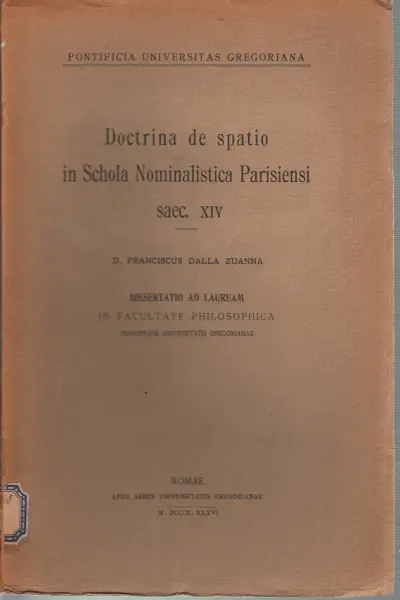 PONTIFICIA UNIVERSITAS GREGORIANA
Doctrina de spatio
in Schola Nominalistica Parisiensi
saec. XIV
D. FRANCISCUS DALLA ZUANNA
DISSERTATIO AD LAUREAM
IN FACULTATE PHILOSOPHICA
PONTIFICIAE UNIVERSITATIS GREGORIANAE
ROMAE
APUD AEDES UNIVERSITATIS GREGORIANAE
XXXVI